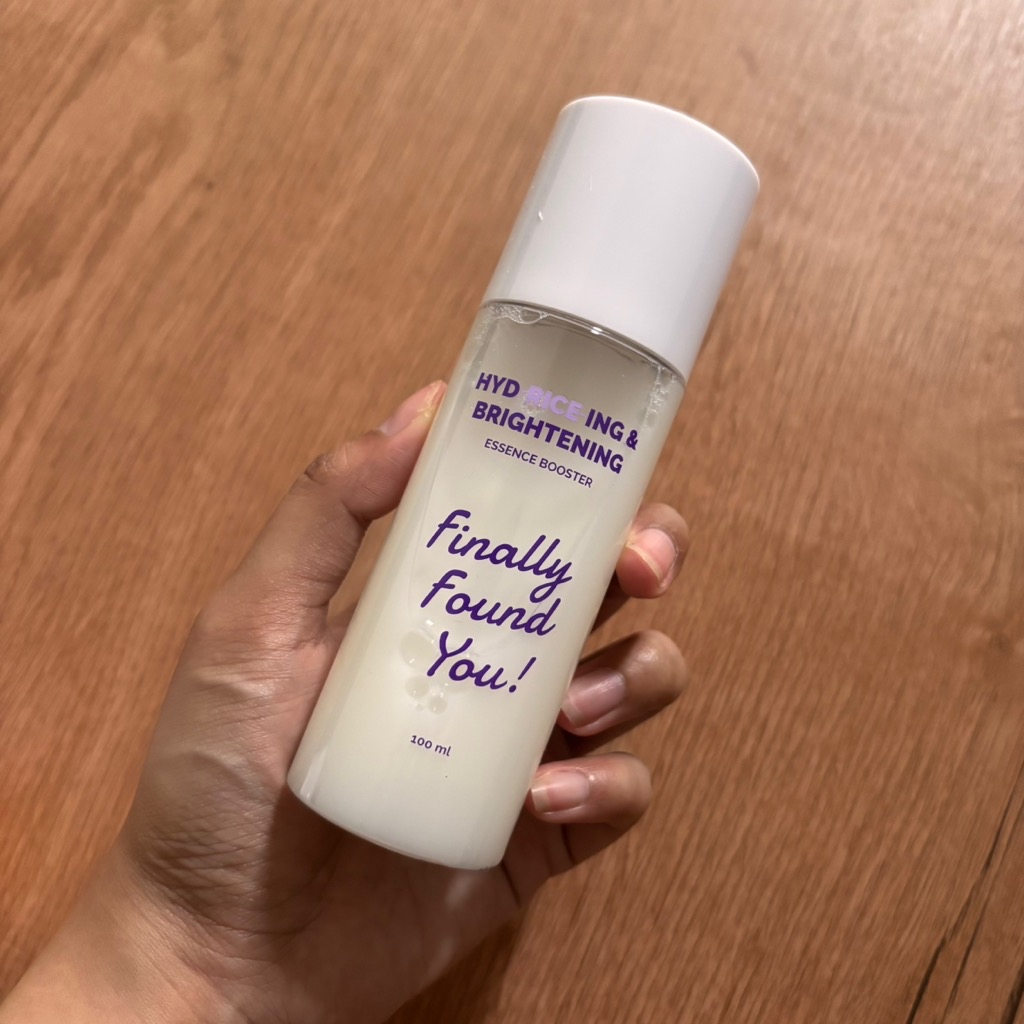 HYD RICE ING &
BRIGHTENING
ESSENCE BOOSTER
Finally
Found
You!
100 ml